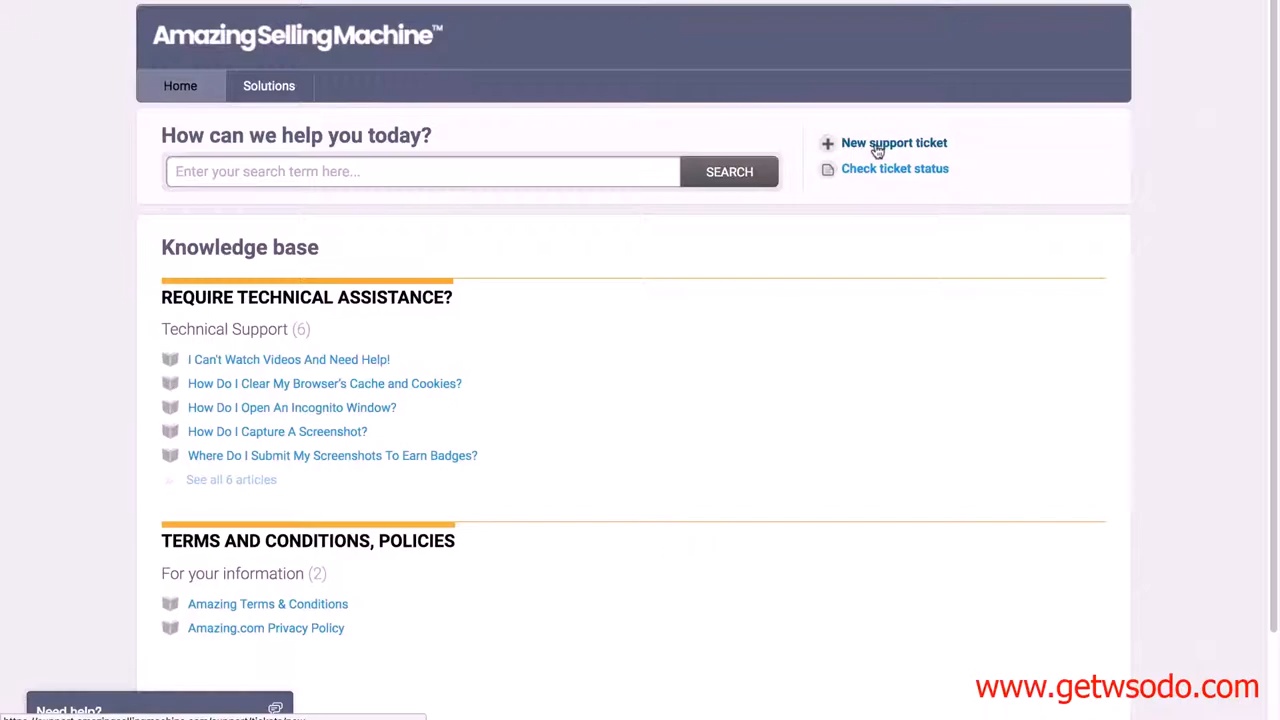 AmazingSellingMachine™
Home
Solutions
How can we help you today?
Enter your search term here...
SEARCH
New support ticket
Check ticket status
Knowledge base
REQUIRE TECHNICAL ASSISTANCE?
Technical Support (6)
I Can't Watch Videos And Need Help!
How Do I Clear My Browser's Cache and Cookies?
How Do I Open An Incognito Window?
How Do I Capture A Screenshot?
Where Do I Submit My Screenshots To Earn Badges?
See all 6 articles
TERMS AND CONDITIONS, POLICIES
For your information (2)
Amazing Terms & Conditions
Amazing.com Privacy Policy
www.getwsodo.com
Need help?